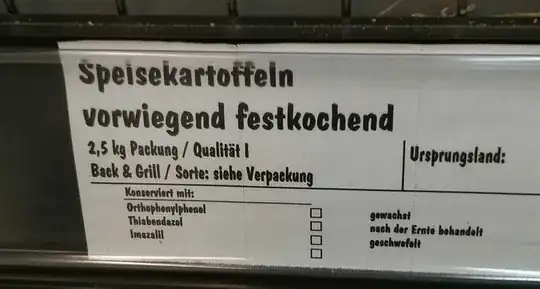 Speisekartoffeln
vorwiegend festkochend
2,5 kg Packung / Qualität I
Back & Grill / Sorte: siehe Verpackung
Ursprungsland:
Konserviert mit:
Orthophenylphenol
Thiabendazol
Imazalil
gewachst
nach der Ernte behandelt
geschwefelt